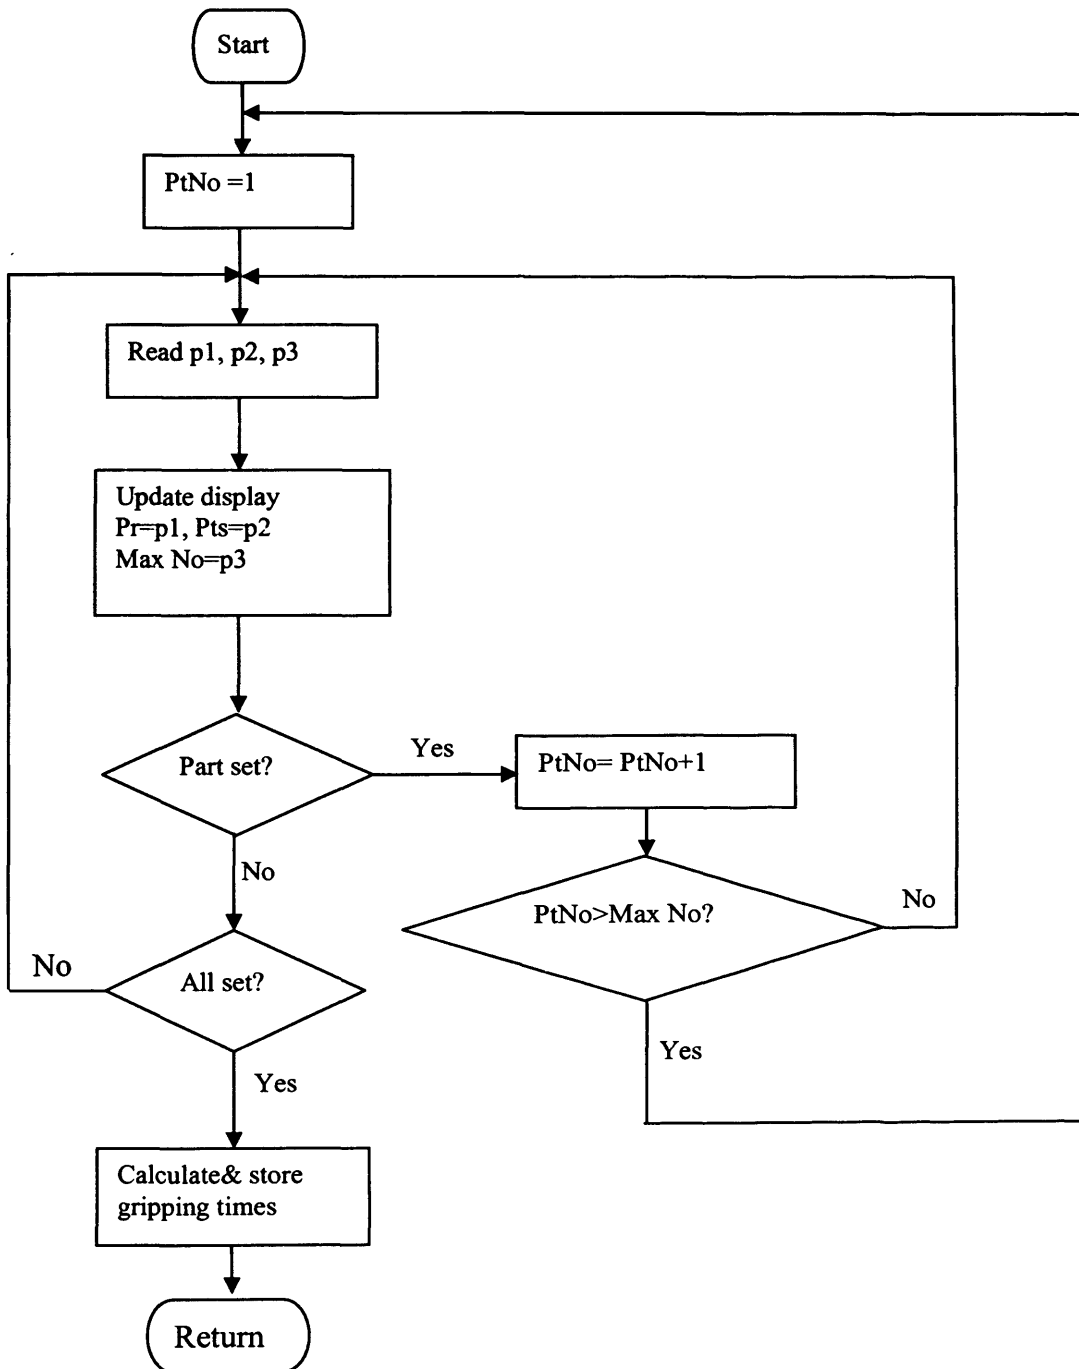 Start
PtNo =1
Read p1, p2, p3
Update display
Pr=p1, Pts=p2
Max No=p3
Part set?
Yes
PtNo= PtNo+1
No
PtNo>Max No?
No
All set?
No
Yes
Yes
Calculate& store
gripping times
Return